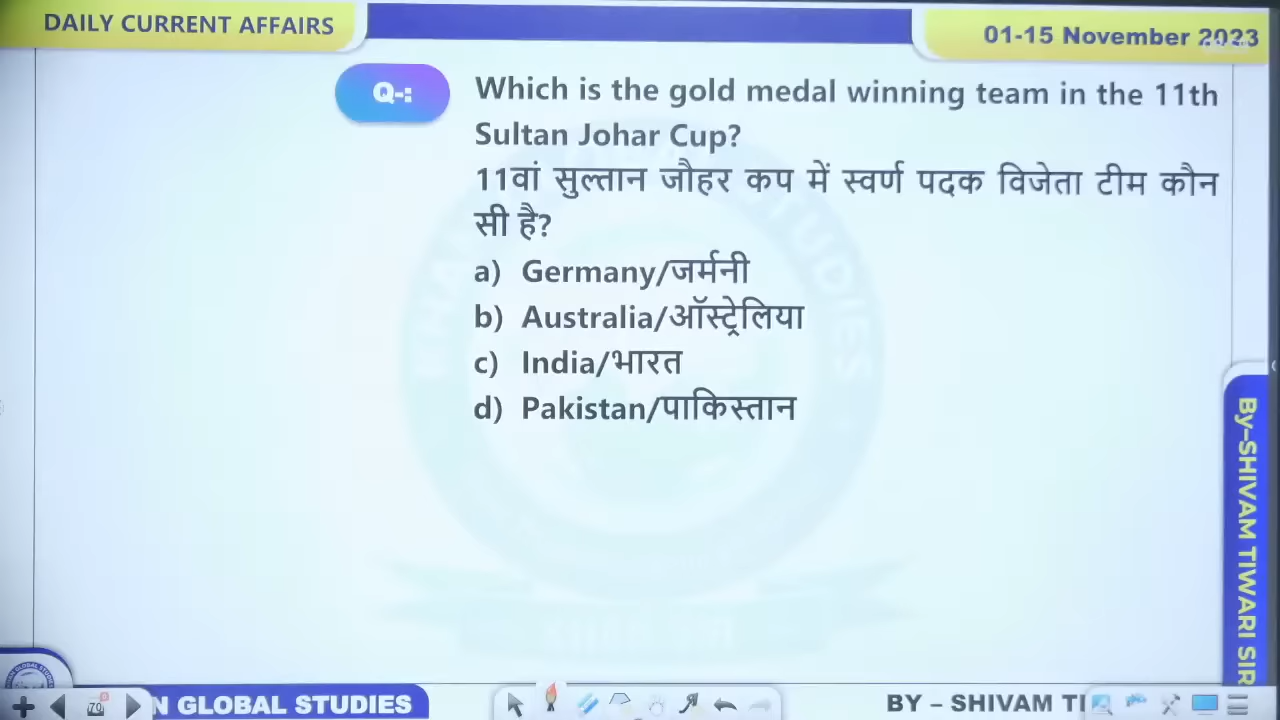 DAILY CURRENT AFFAIRS
01-15 November 2023
Q-:
Which is the gold medal winning team in the 11th
Sultan Johar Cup?
11वां सुल्तान जौहर कप में स्वर्ण पदक विजेता टीम कौन
सी है?
a) Germany/जर्मनी
b) Australia/ऑस्ट्रेलिया
c) India/भारत
d) Pakistan/पाकिस्तान
By-SHIVAM TIWARI SIR
N GLOBAL STUDIES
79
BY – SHIVAM TI